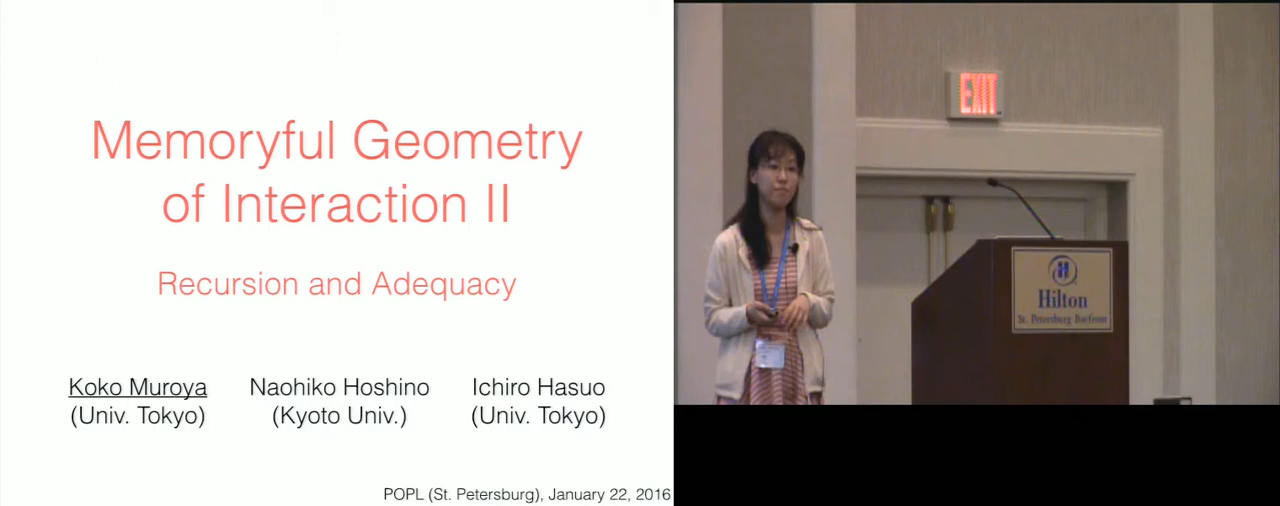 Memoryful Geometry
of Interaction II
Recursion and Adequacy
Koko Muroya Naohiko Hoshino Ichiro Hasuo
(Univ. Tokyo) (Kyoto Univ.) (Univ. Tokyo)
POPL (St. Petersburg), January 22, 2016
EXIT
Hilton
St. Petersburg Bayfront